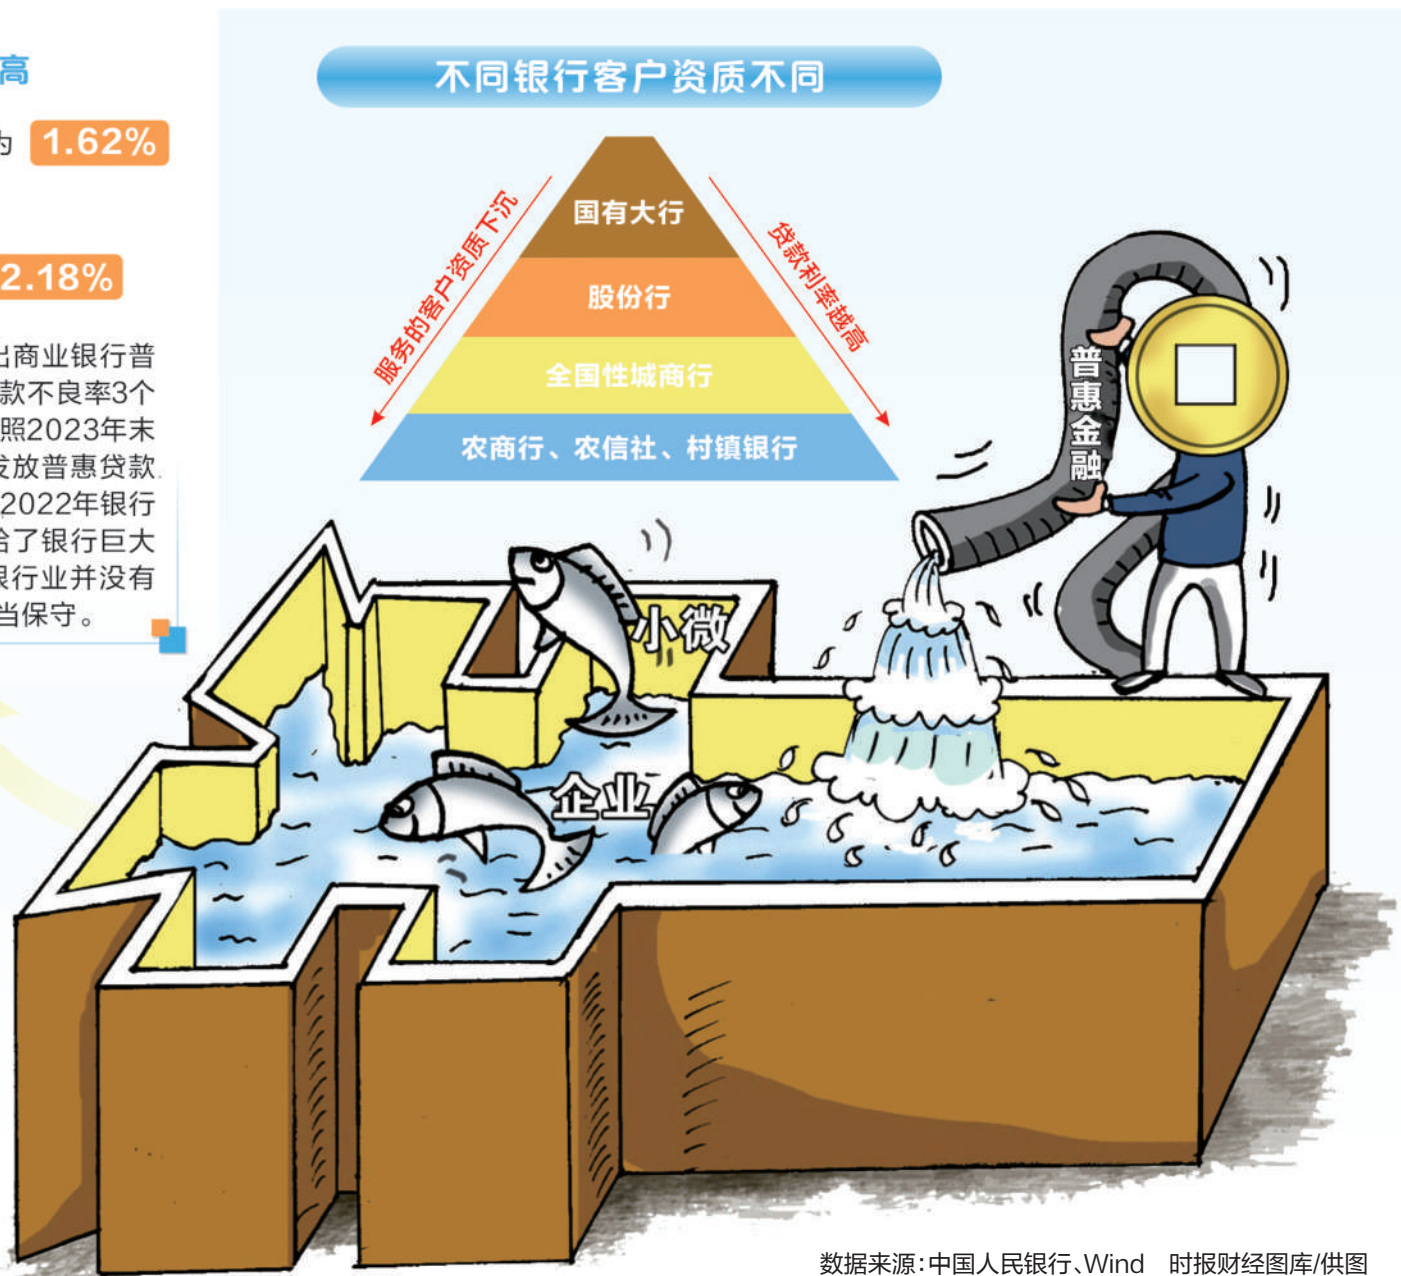 高
为 1.62%
2.18%
出商业银行普
款不良率3个
照2023年末
发放普惠贷款
2022年银行
给了银行巨大
银行业并没有
当保守。
不同银行客户资质不同
服务的客户资质下沉
贷款利率越高
国有大行
股份行
全国性城商行
农商行、农信社、村镇银行
普惠金融
小微
企业
数据来源：中国人民银行、Wind 时报财经图库/供图